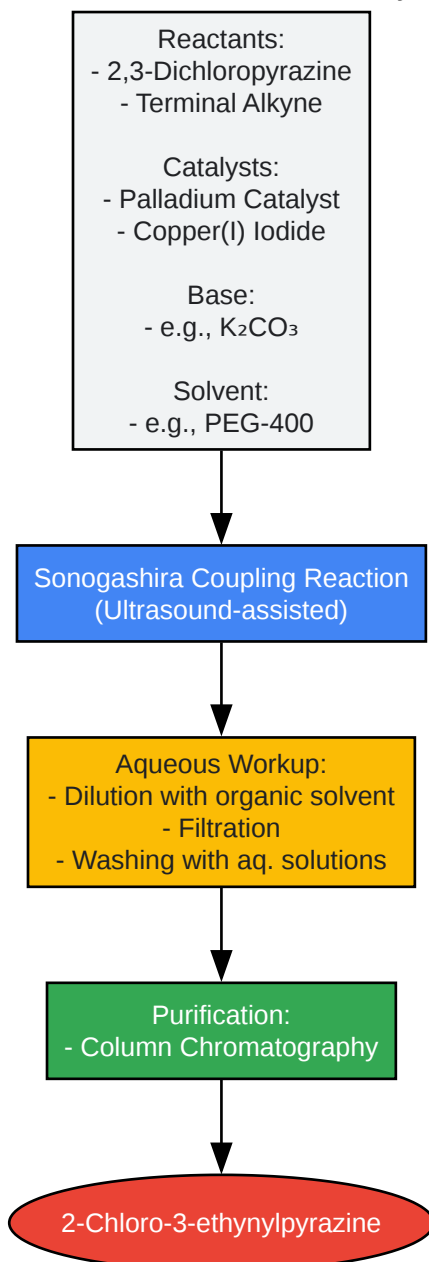 Reactants:
- 2,3-Dichloropyrazine
- Terminal Alkyne
Catalysts:
- Palladium Catalyst
- Copper(I) Iodide
Base:
- e.g., K₂CO₃
Solvent:
- e.g., PEG-400
Sonogashira Coupling Reaction
(Ultrasound-assisted)
Aqueous Workup:
- Dilution with organic solvent
- Filtration
- Washing with aq. solutions
Purification:
- Column Chromatography
2-Chloro-3-ethynylpyrazine